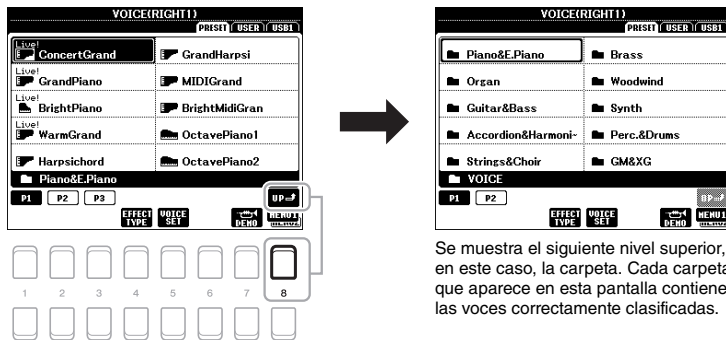 VOICE(RIGHT1)
PRESET USER USB1
Live! ConcertGrand GrandHarpsi
Live! GrandPiano MIDIGrand
Live! BrightPiano BrightMidiGran
Live! WarmGrand OctavePiano1
Harpsichord OctavePiano2
Piano&E.Piano
P1 P2 P3 UP
EFFECT TYPE VOICE SET DEMO MENU1
1 2 3 4 5 6 7 8
VOICE(RIGHT1)
PRESET USER USB1
Piano&E.Piano Brass
Organ Woodwind
Guitar&Bass Synth
Accordion&Harmoni~ Perc.&Drums
Strings&Choir GM&XG
VOICE
P1 P2 UP
EFFECT TYPE VOICE SET DEMO MENU1
Se muestra el siguiente nivel superior,
en este caso, la carpeta. Cada carpeta
que aparece en esta pantalla contiene
las voces correctamente clasificadas.